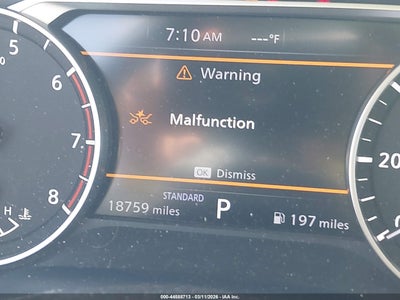 7:10 AM
---°F
Warning
Malfunction
OK Dismiss
STANDARD
18759 miles
P
197 miles
5
6
7
8
H
20
000-44588713 - 03/11/2026 - IAA Inc.